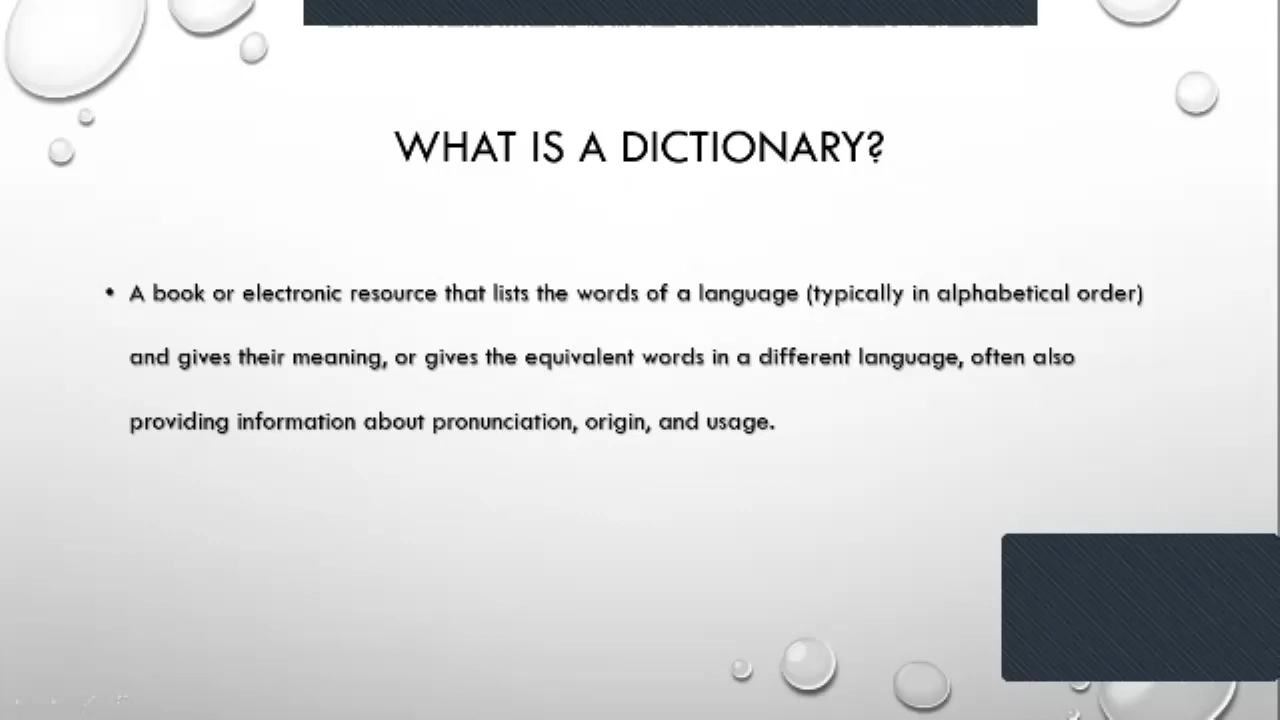 WHAT IS A DICTIONARY?
• A book or electronic resource that lists the words of a language (typically in alphabetical order)
and gives their meaning, or gives the equivalent words in a different language, often also
providing information about pronunciation, origin, and usage.